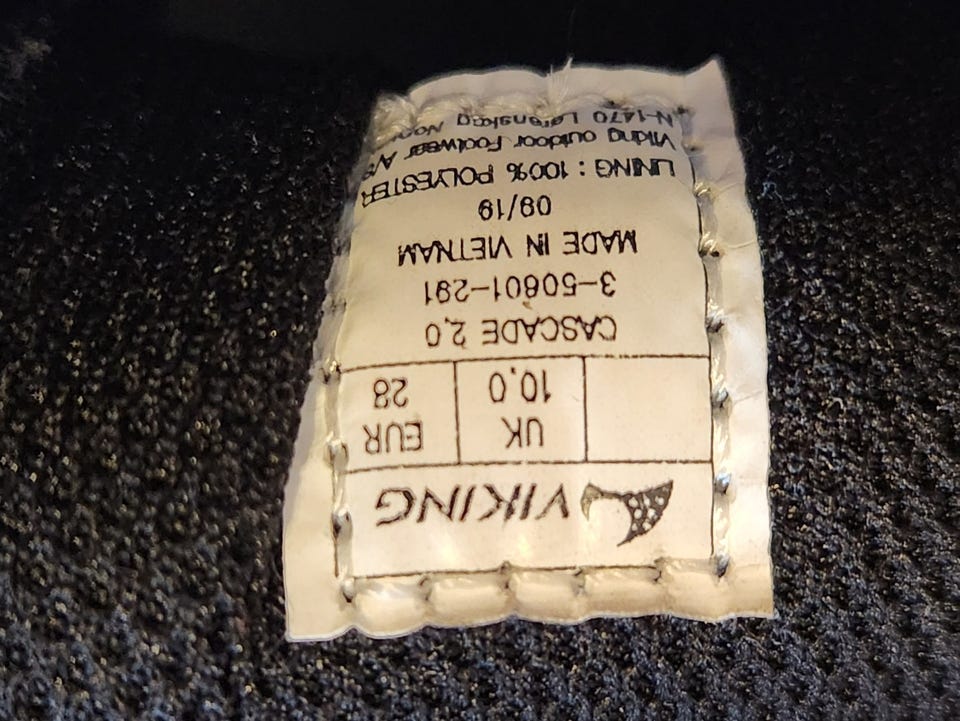 VIKING
UK EUR
10,0 28
CASCADE 2,0
3-50601-291
MADE IN VIETNAM
09/19
LINING : 100% POLYESTER
Viking outdoor Footwear A/S
N-1470 Lørenskog